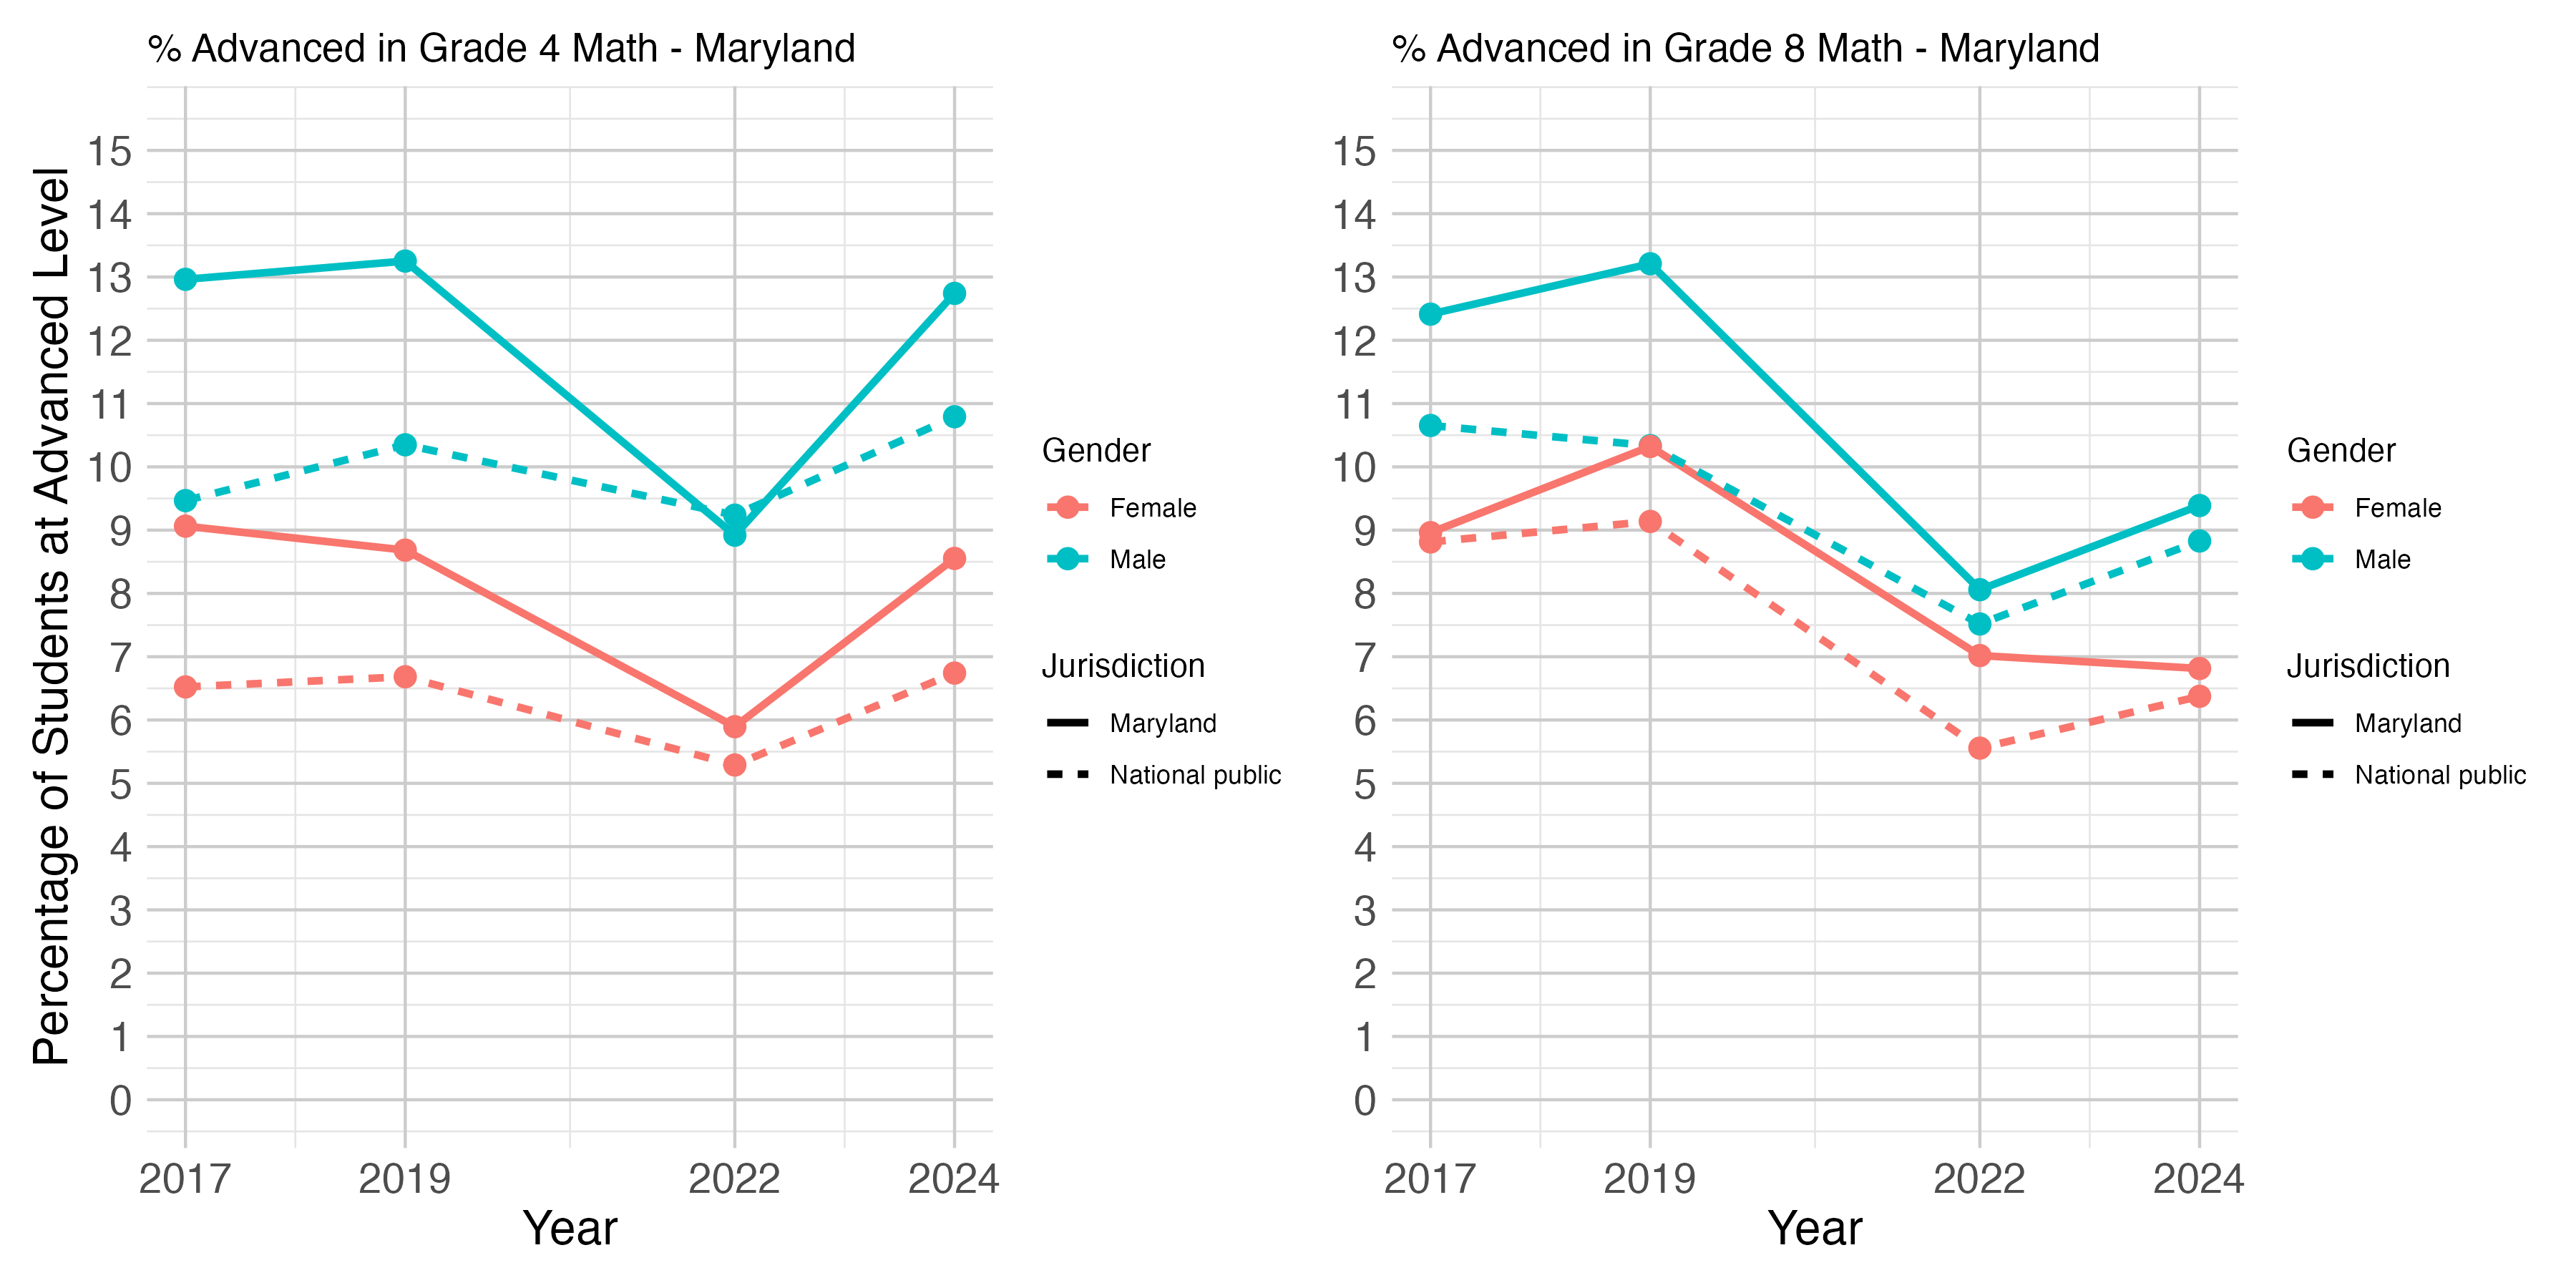 % Advanced in Grade 4 Math - Maryland
Percentage of Students at Advanced Level
15
14
13
12
11
10
9
8
7
6
5
4
3
2
1
0
2017 2019 2022 2024
Year
Gender
Female
Male
Jurisdiction
Maryland
National public
% Advanced in Grade 8 Math - Maryland
15
14
13
12
11
10
9
8
7
6
5
4
3
2
1
0
2017 2019 2022 2024
Year
Gender
Female
Male
Jurisdiction
Maryland
National public